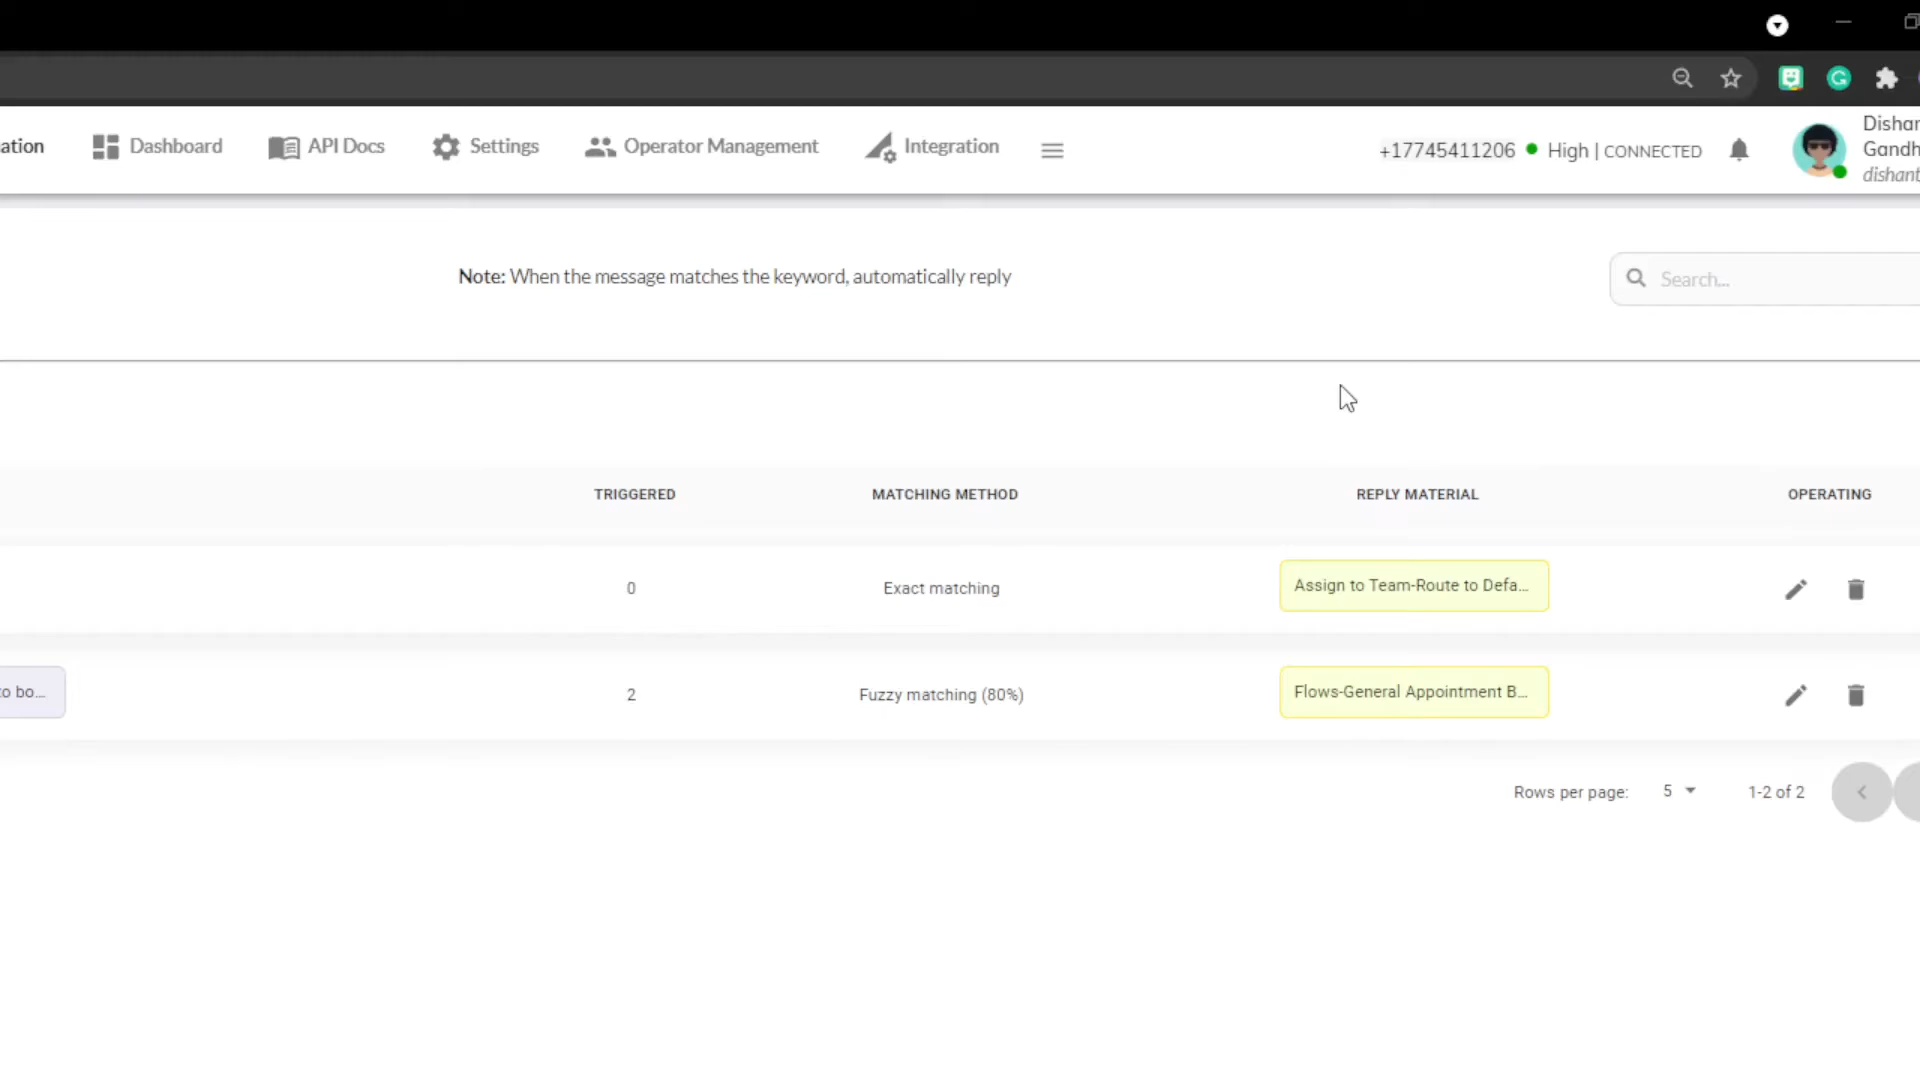 ation Dashboard API Docs Settings Operator Management Integration +17745411206 High | CONNECTED
Dishan
Gandh
dishant
Note: When the message matches the keyword, automatically reply
Search...
TRIGGERED MATCHING METHOD REPLY MATERIAL OPERATING
0 Exact matching Assign to Team-Route to Defa...
to bo... 2 Fuzzy matching (80%) Flows-General Appointment B...
Rows per page: 5 1-2 of 2